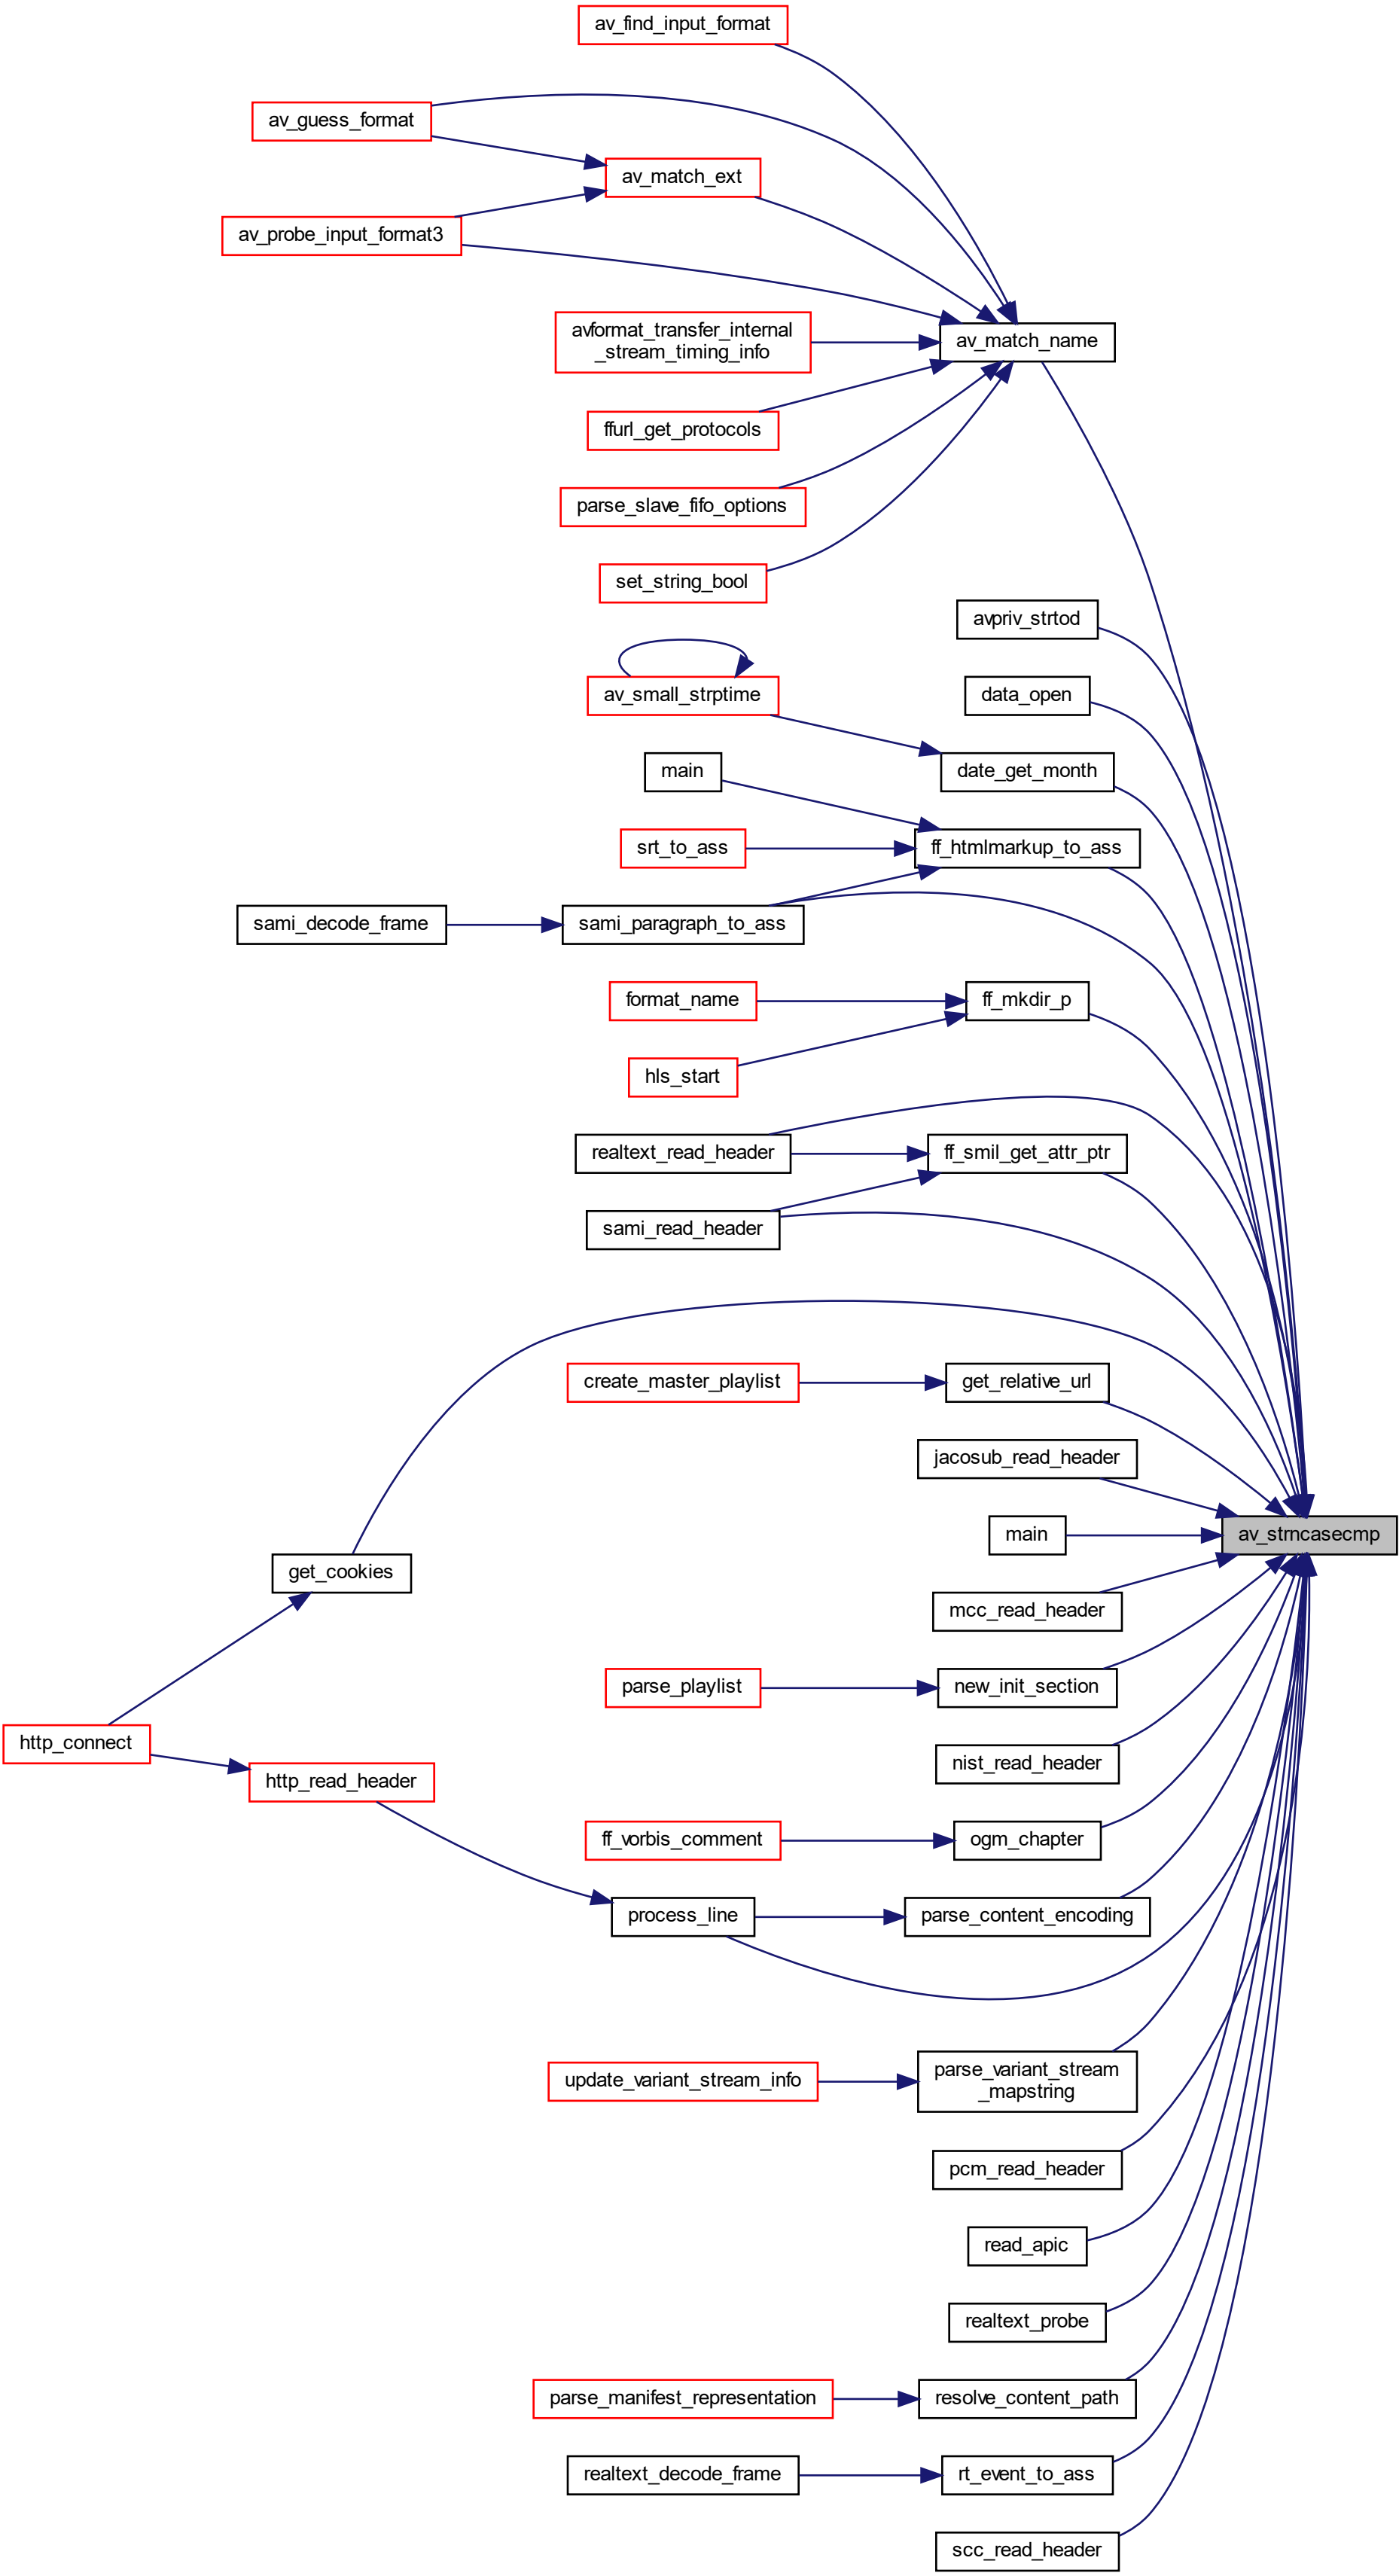 av_find_input_format
av_guess_format
av_match_ext
av_probe_input_format3
avformat_transfer_internal
_stream_timing_info
av_match_name
ffurl_get_protocols
parse_slave_fifo_options
set_string_bool
avpriv_strtod
av_small_strptime
data_open
main
date_get_month
srt_to_ass
ff_htmlmarkup_to_ass
sami_decode_frame
sami_paragraph_to_ass
format_name
ff_mkdir_p
hls_start
realtext_read_header
ff_smil_get_attr_ptr
sami_read_header
create_master_playlist
get_relative_url
jacosub_read_header
main
av_strncasecmp
get_cookies
mcc_read_header
parse_playlist
new_init_section
http_connect
http_read_header
nist_read_header
ff_vorbis_comment
ogm_chapter
process_line
parse_content_encoding
update_variant_stream_info
parse_variant_stream
_mapstring
pcm_read_header
read_apic
realtext_probe
parse_manifest_representation
resolve_content_path
realtext_decode_frame
rt_event_to_ass
scc_read_header